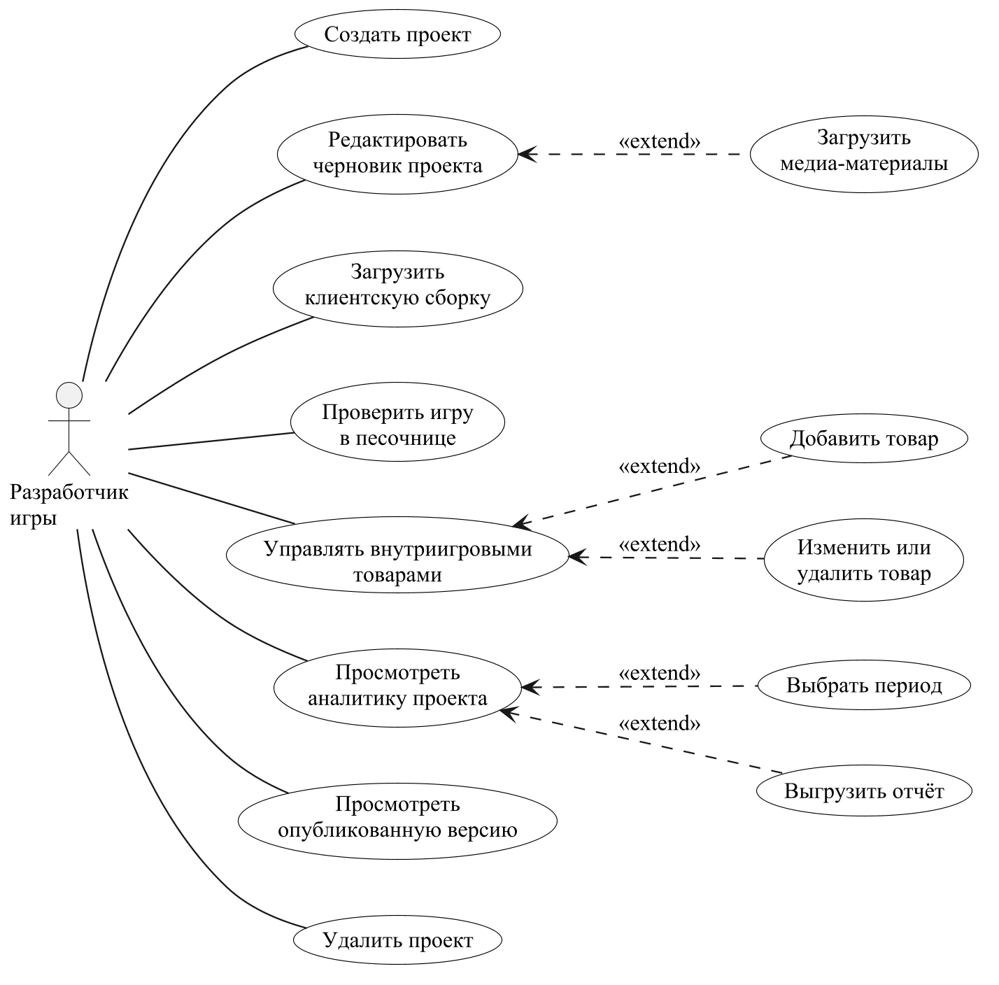 Создать проект
Редактировать
черновик проекта
«extend»
Загрузить
медиа-материалы
Загрузить
клиентскую сборку
Проверить игру
в песочнице
Разработчик
игры
«extend»
Добавить товар
Управлять внутриигровыми
товарами
«extend»
Изменить или
удалить товар
Просмотреть
аналитику проекта
«extend»
Выбрать период
«extend»
Выгрузить отчёт
Просмотреть
опубликованную версию
Удалить проект